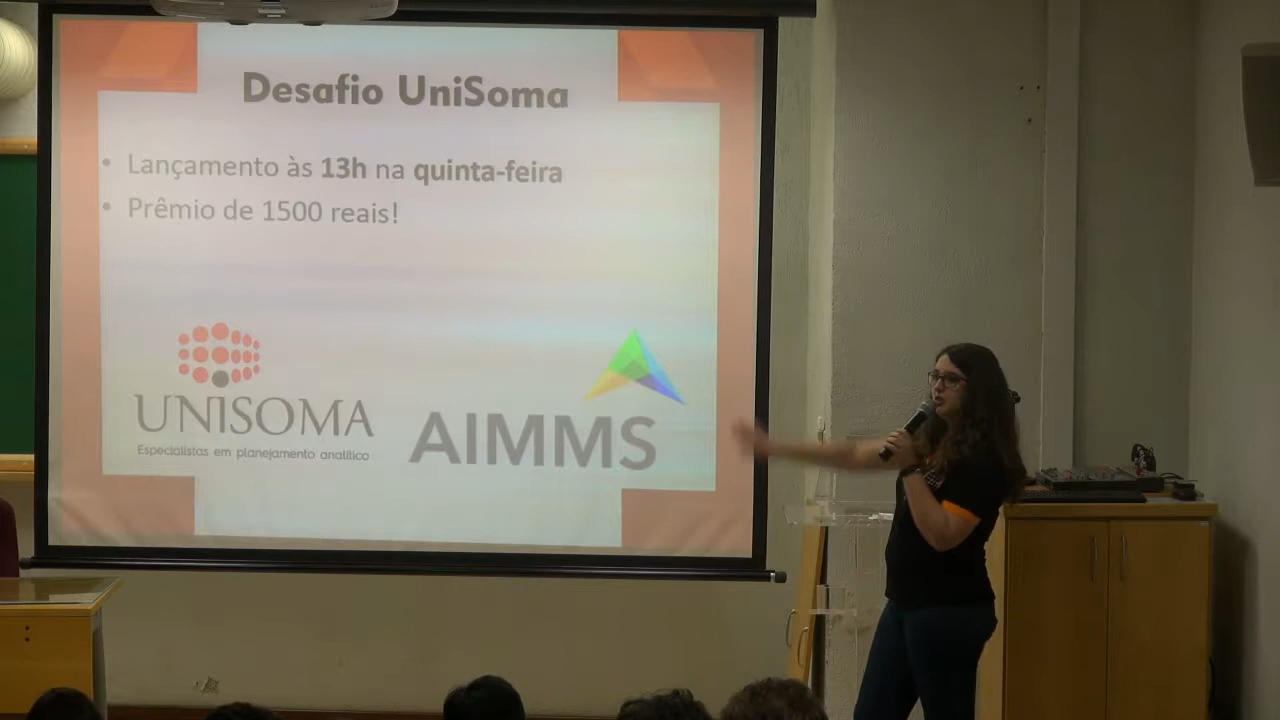 Desafio UniSoma
• Lançamento às 13h na quinta-feira
• Prêmio de 1500 reais!
UNISOMA
Especialistas em planejamento analítico
AIMMS